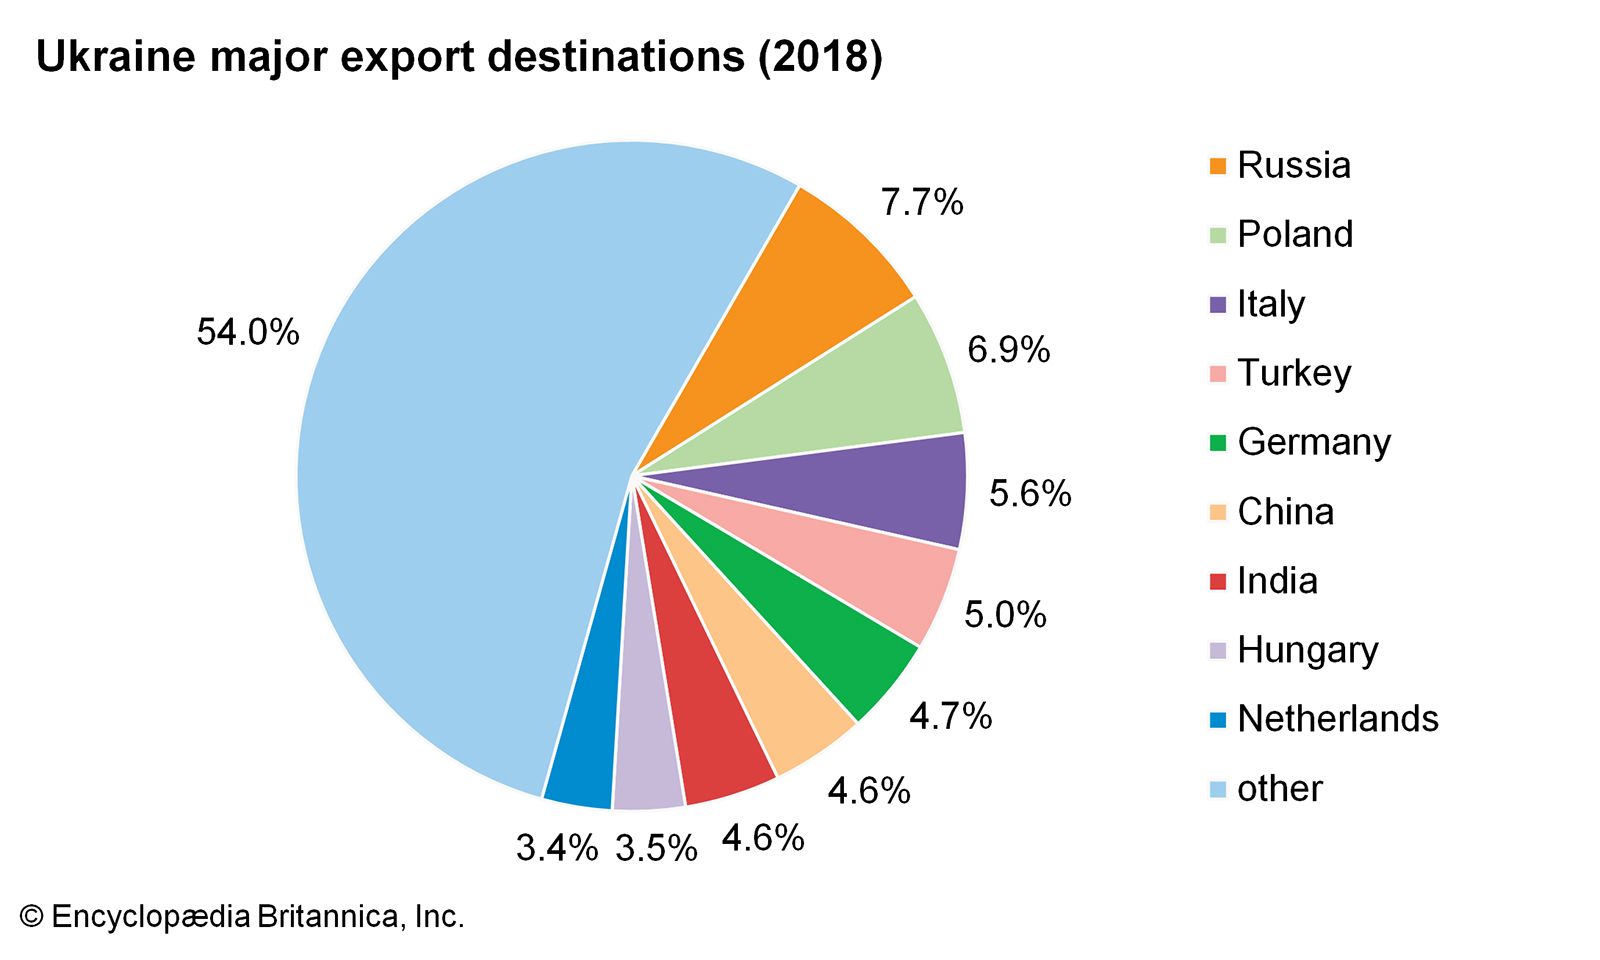 Ukraine major export destinations (2018)
7.7%
6.9%
5.6%
5.0%
4.7%
4.6%
4.6%
3.5%
3.4%
54.0%
Russia
Poland
Italy
Turkey
Germany
China
India
Hungary
Netherlands
other
© Encyclopædia Britannica, Inc.